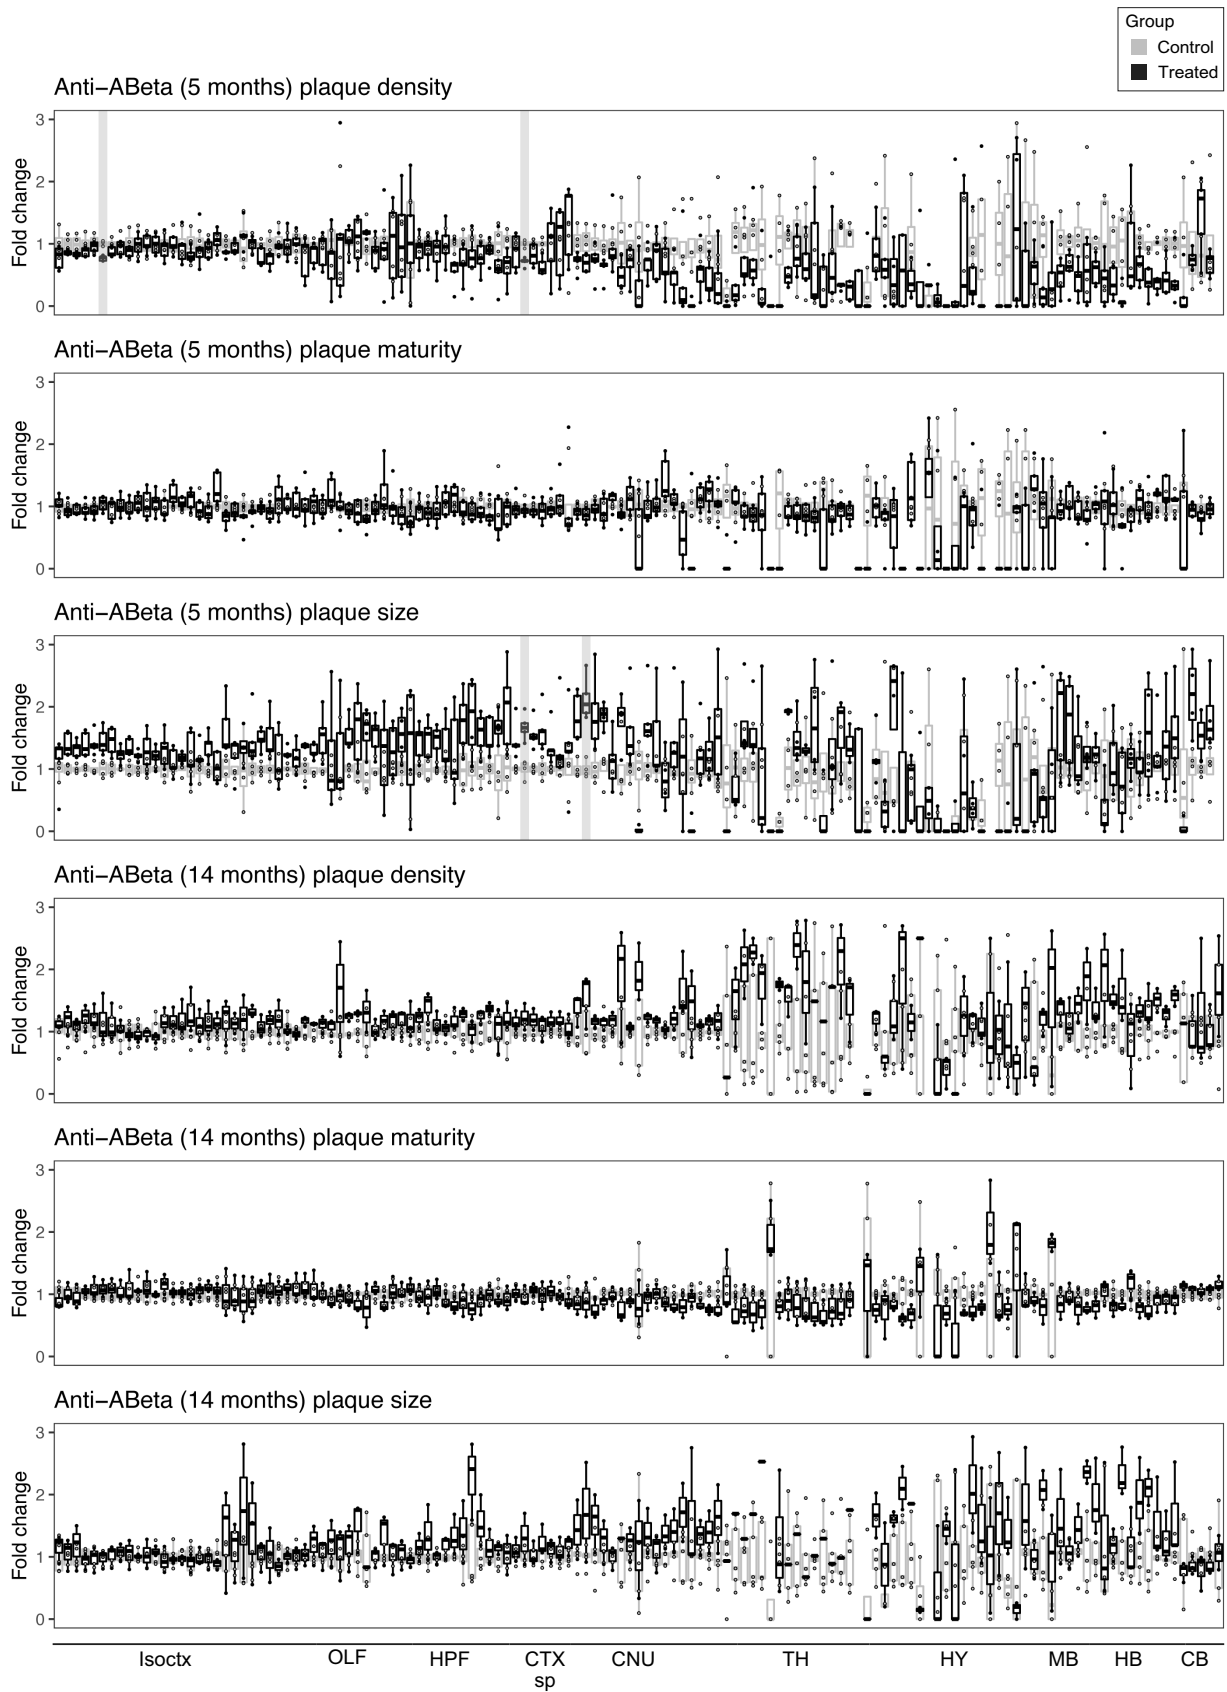 Group
Control
Treated
Anti−ABeta (5 months) plaque density
Fold change
3
2
1
0
Anti−ABeta (5 months) plaque maturity
Fold change
3
2
1
0
Anti−ABeta (5 months) plaque size
Fold change
3
2
1
0
Anti−ABeta (14 months) plaque density
Fold change
3
2
1
0
Anti−ABeta (14 months) plaque maturity
Fold change
3
2
1
0
Anti−ABeta (14 months) plaque size
Fold change
3
2
1
0
Isoctx OLF HPF CTX CNU TH HY MB HB CB
sp